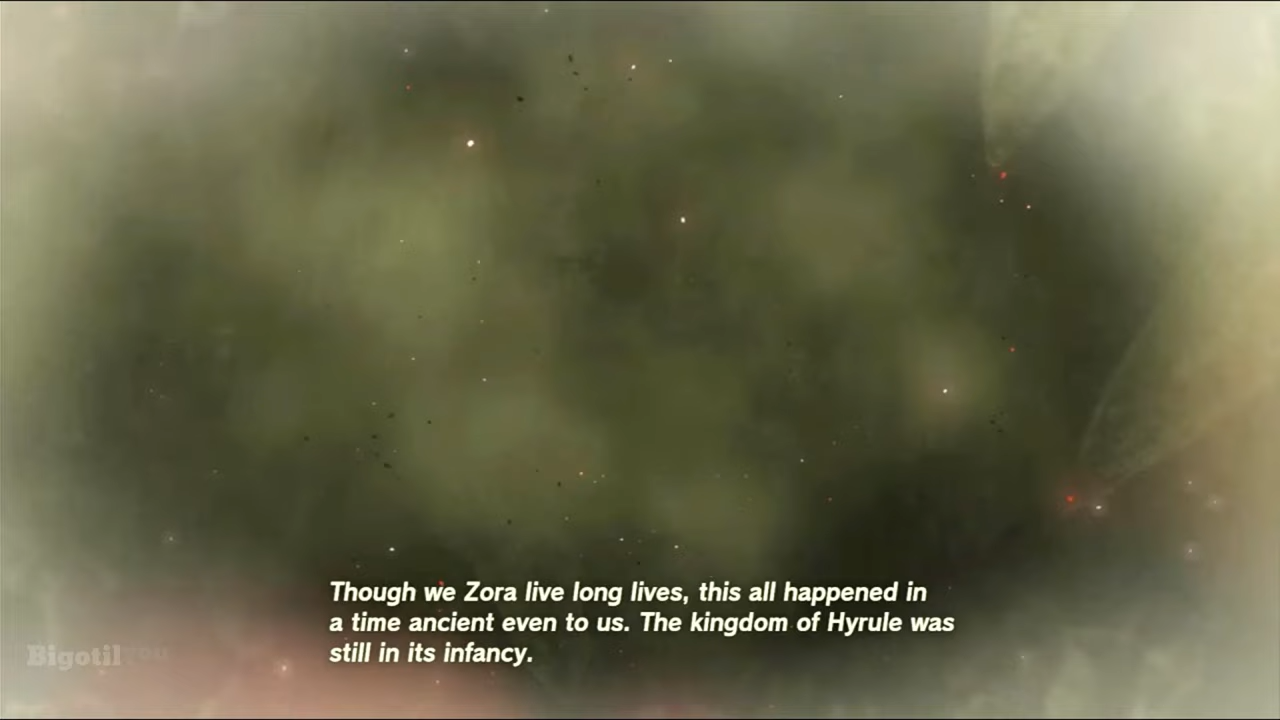 Though we Zora live long lives, this all happened in
a time ancient even to us. The kingdom of Hyrule was
still in its infancy.
BigotilYou